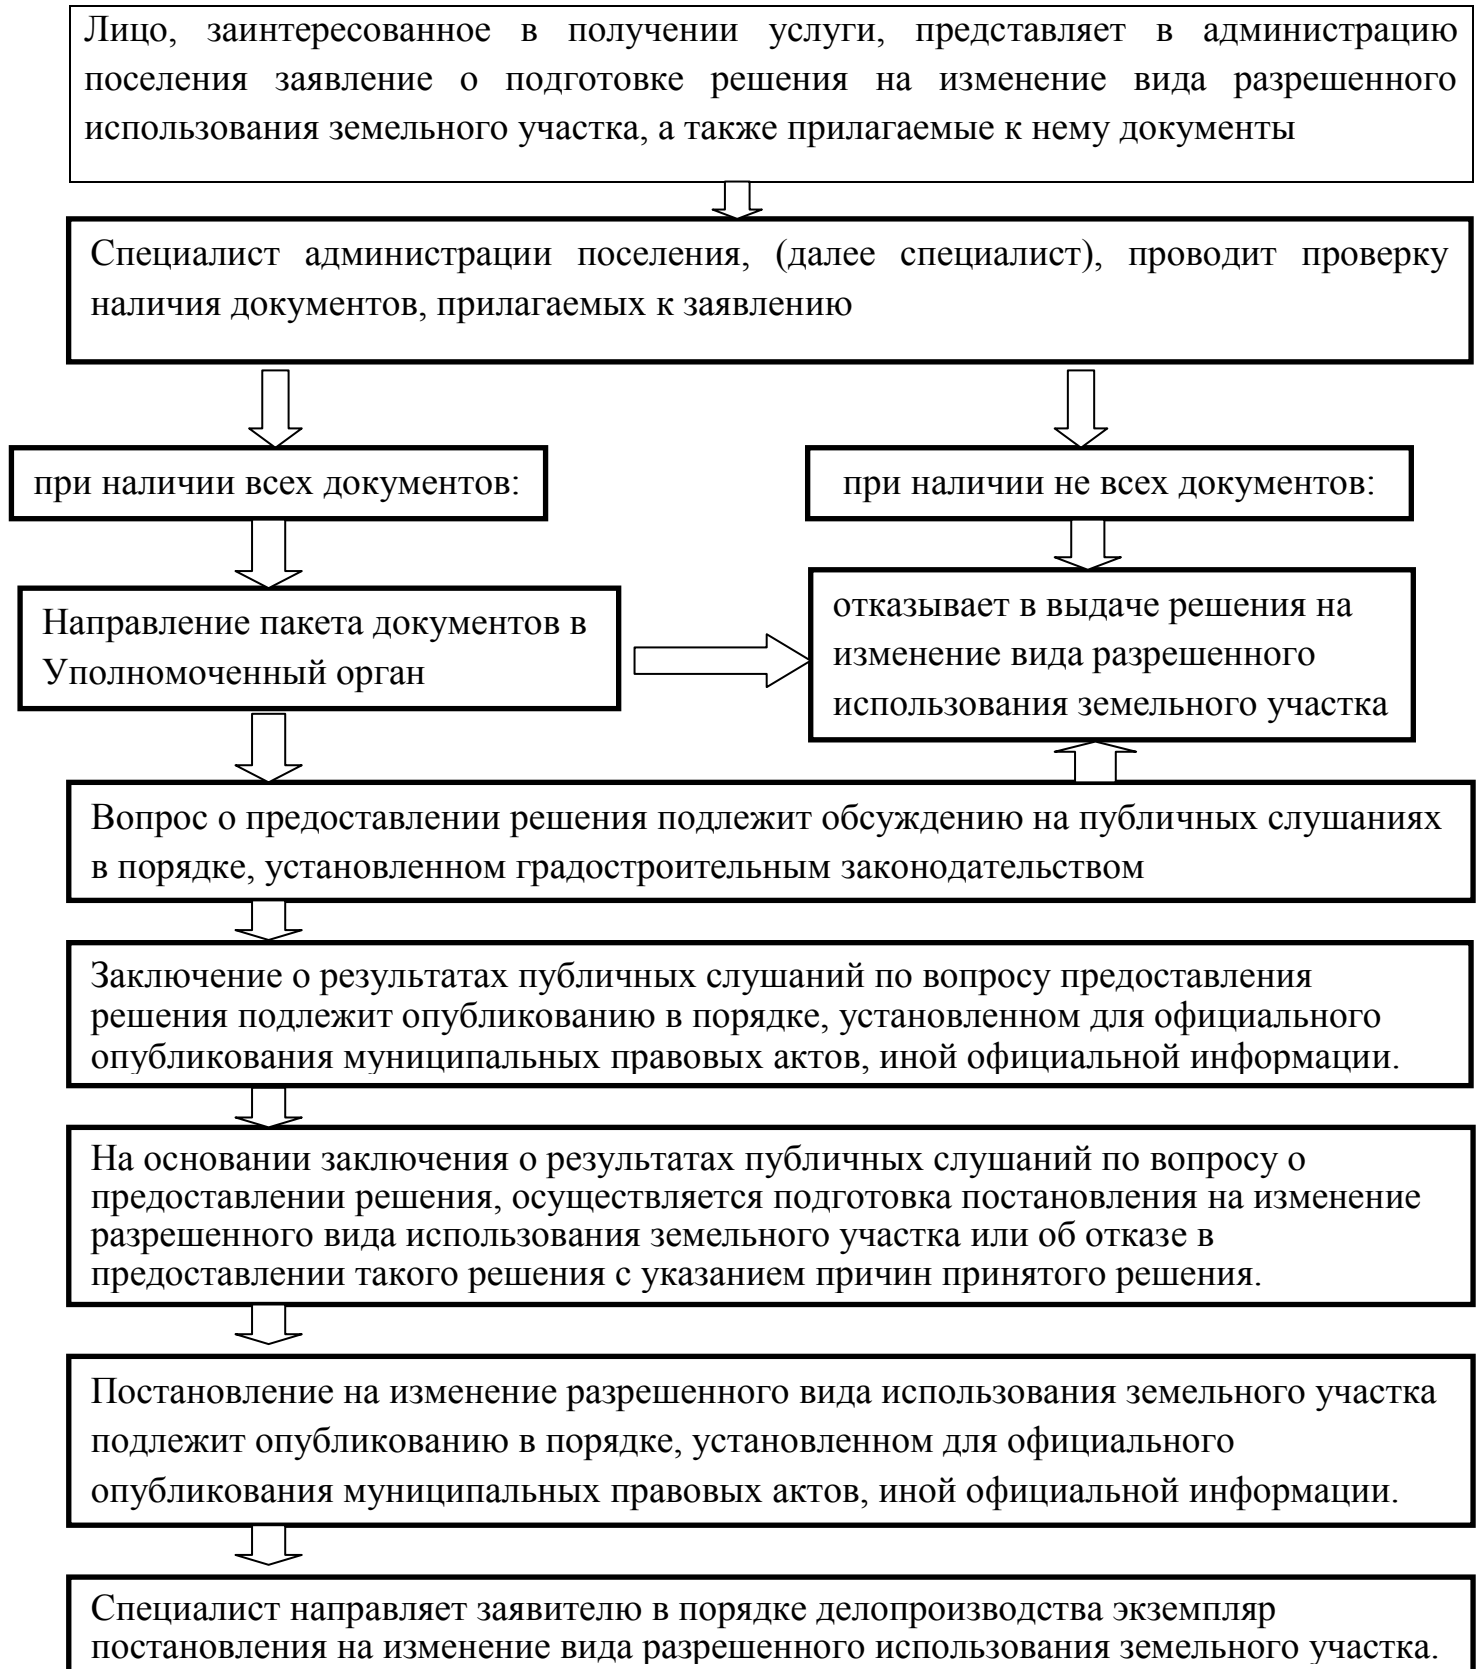 Лицо, заинтересованное в получении услуги, представляет в администрацию
поселения заявление о подготовке решения на изменение вида разрешенного
использования земельного участка, а также прилагаемые к нему документы
Специалист администрации поселения, (далее специалист), проводит проверку
наличия документов, прилагаемых к заявлению
при наличии всех документов:
при наличии не всех документов:
Направление пакета документов в
Уполномоченный орган
отказывает в выдаче решения на
изменение вида разрешенного
использования земельного участка
Вопрос о предоставлении решения подлежит обсуждению на публичных слушаниях
в порядке, установленном градостроительным законодательством
Заключение о результатах публичных слушаний по вопросу предоставления
решения подлежит опубликованию в порядке, установленном для официального
опубликования муниципальных правовых актов, иной официальной информации.
На основании заключения о результатах публичных слушаний по вопросу о
предоставлении решения, осуществляется подготовка постановления на изменение
разрешенного вида использования земельного участка или об отказе в
предоставлении такого решения с указанием причин принятого решения.
Постановление на изменение разрешенного вида использования земельного участка
подлежит опубликованию в порядке, установленном для официального
опубликования муниципальных правовых актов, иной официальной информации.
Специалист направляет заявителю в порядке делопроизводства экземпляр
постановления на изменение вида разрешенного использования земельного участка.